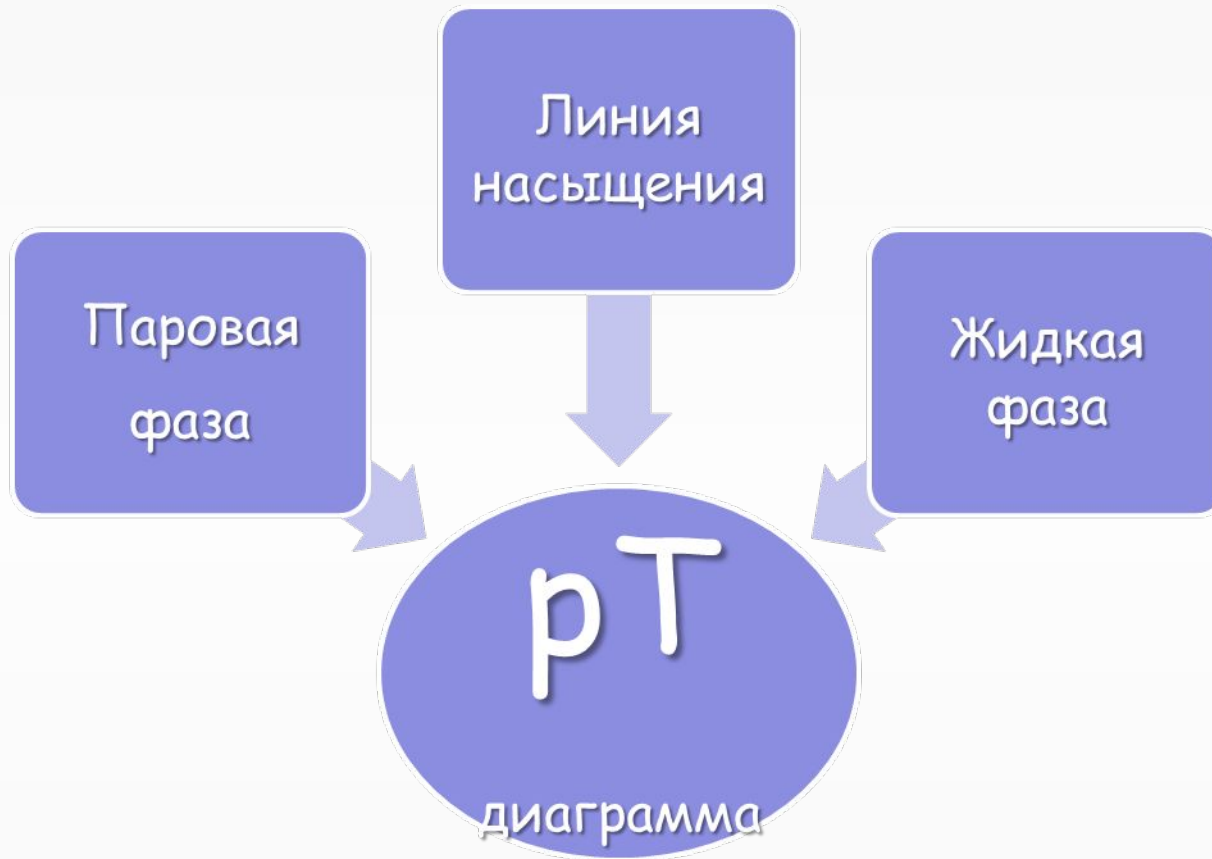 Линия
насыщения
Паровая
фаза
Жидкая
фаза
pT
диаграмма